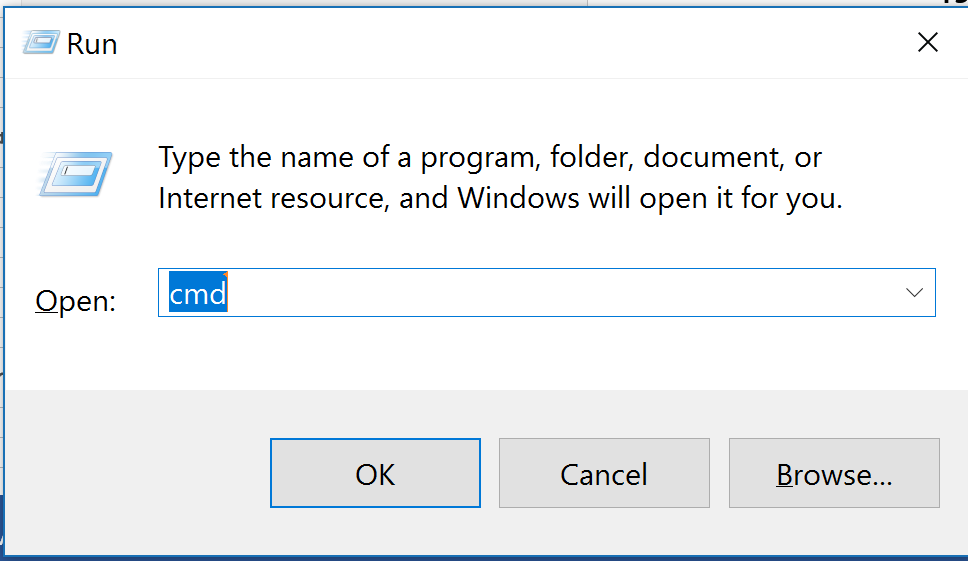 Run
Type the name of a program, folder, document, or
Internet resource, and Windows will open it for you.
Open:
cmd
OK
Cancel
Browse...